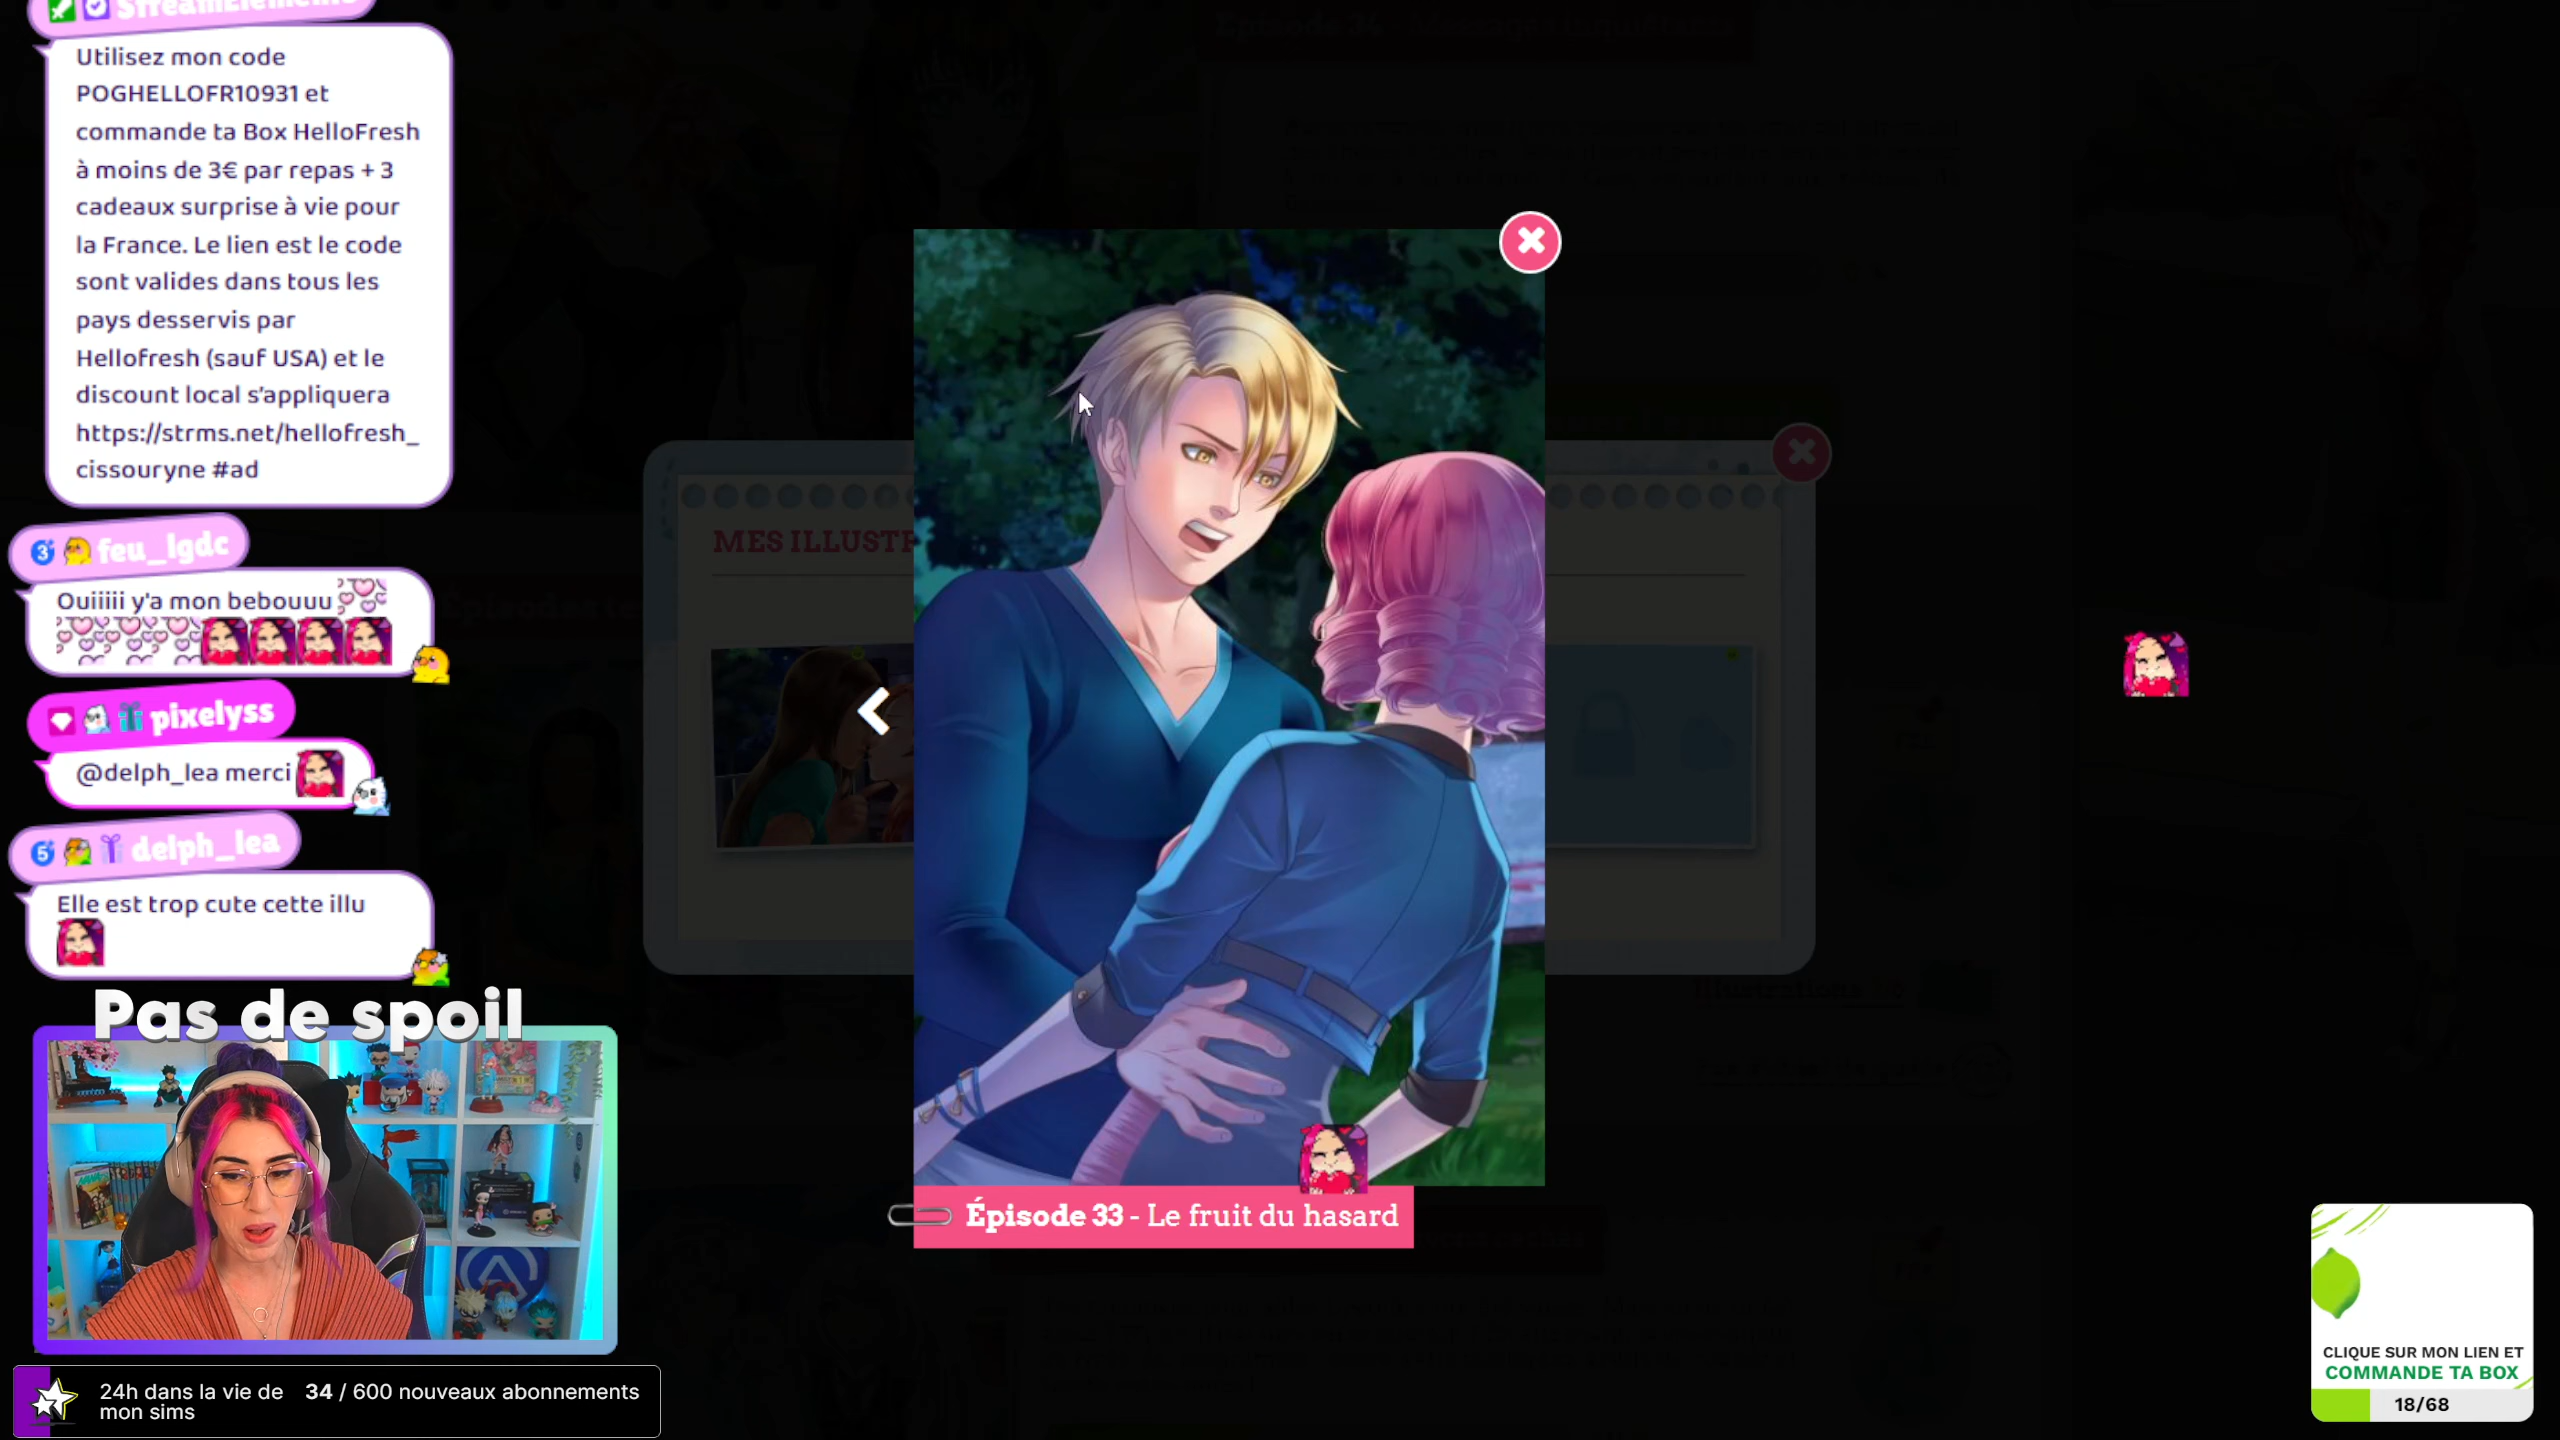 StreamElements
Utilisez mon code
POGHELLOFR10931 et
commande ta Box HelloFresh
à moins de 3€ par repas + 3
cadeaux surprise à vie pour
la France. Le lien est le code
sont valides dans tous les
pays desservis par
Hellofresh (sauf USA) et le
discount local s'appliquera
https://strms.net/hellofresh_
cissouryne #ad
3 feu_lgdc
Ouiiiii y'a mon bebouuu
pixelyss
@delph_lea merci
5 delph_lea
Elle est trop cute cette illu
Pas de spoil
24h dans la vie de
mon sims
34 / 600 nouveaux abonnements
MES ILLUSTR
Épisode 33 - Le fruit du hasard
CLIQUE SUR MON LIEN ET
COMMANDE TA BOX
18/68